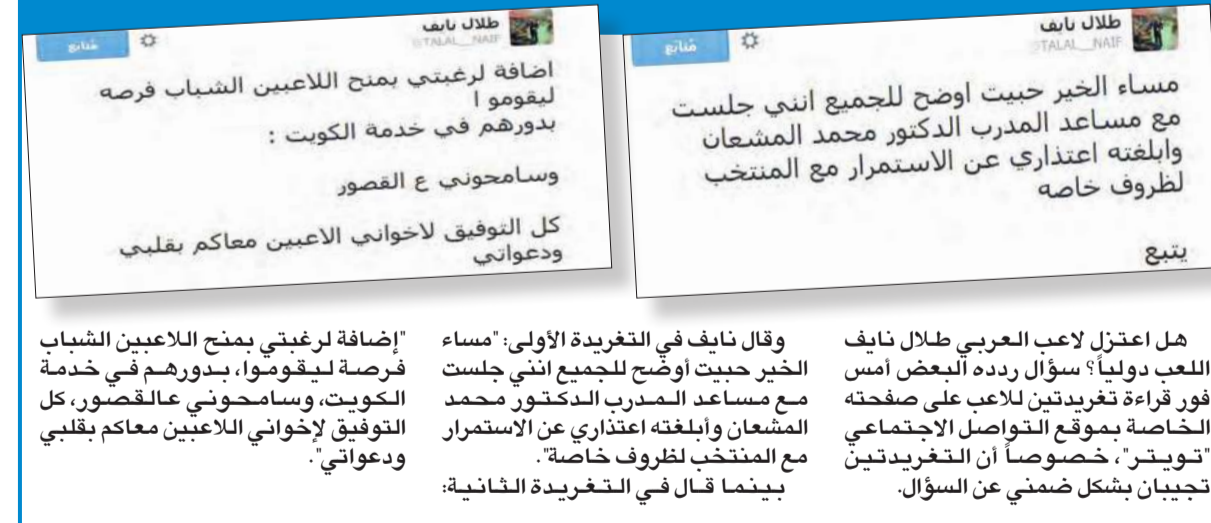 طلال نايف
@TALAL__NAIF
مُتابع
مساء الخير حبيت اوضح للجميع انني جلست
مع مساعد المدرب الدكتور محمد المشعان
وابلغته اعتذاري عن الاستمرار مع المنتخب
لظروف خاصه
يتبع
طلال نايف
@TALAL__NAIF
مُتابع
اضافة لرغبتي بمنح اللاعبين الشباب فرصه
ليقومو ا
بدورهم في خدمة الكويت :
وسامحوني ع القصور
كل التوفيق لاخواني الاعبين معاكم بقلبي
ودعواتي
هل اعتزل لاعب العربي طلال نايف
اللعب دولياً؟ سؤال ردده البعض أمس
فور قراءة تغريدتين للاعب على صفحته
الخاصة بموقع التواصل الاجتماعي
"تويتر"، خصوصاً أن التغريدتين
تجيبان بشكل ضمني عن السؤال.
وقال نايف في التغريدة الأولى: "مساء
الخير حبيت أوضح للجميع انني جلست
مع مساعد المدرب الدكتور محمد
المشعان وأبلغته اعتذاري عن الاستمرار
مع المنتخب لظروف خاصة".
بينما قال في التغريدة الثانية:
"إضافة لرغبتي بمنح اللاعبين الشباب
فرصة ليقوموا، بدورهم في خدمة
الكويت، وسامحوني عالقصور، كل
التوفيق لإخواني اللاعبين معاكم بقلبي
ودعواتي".